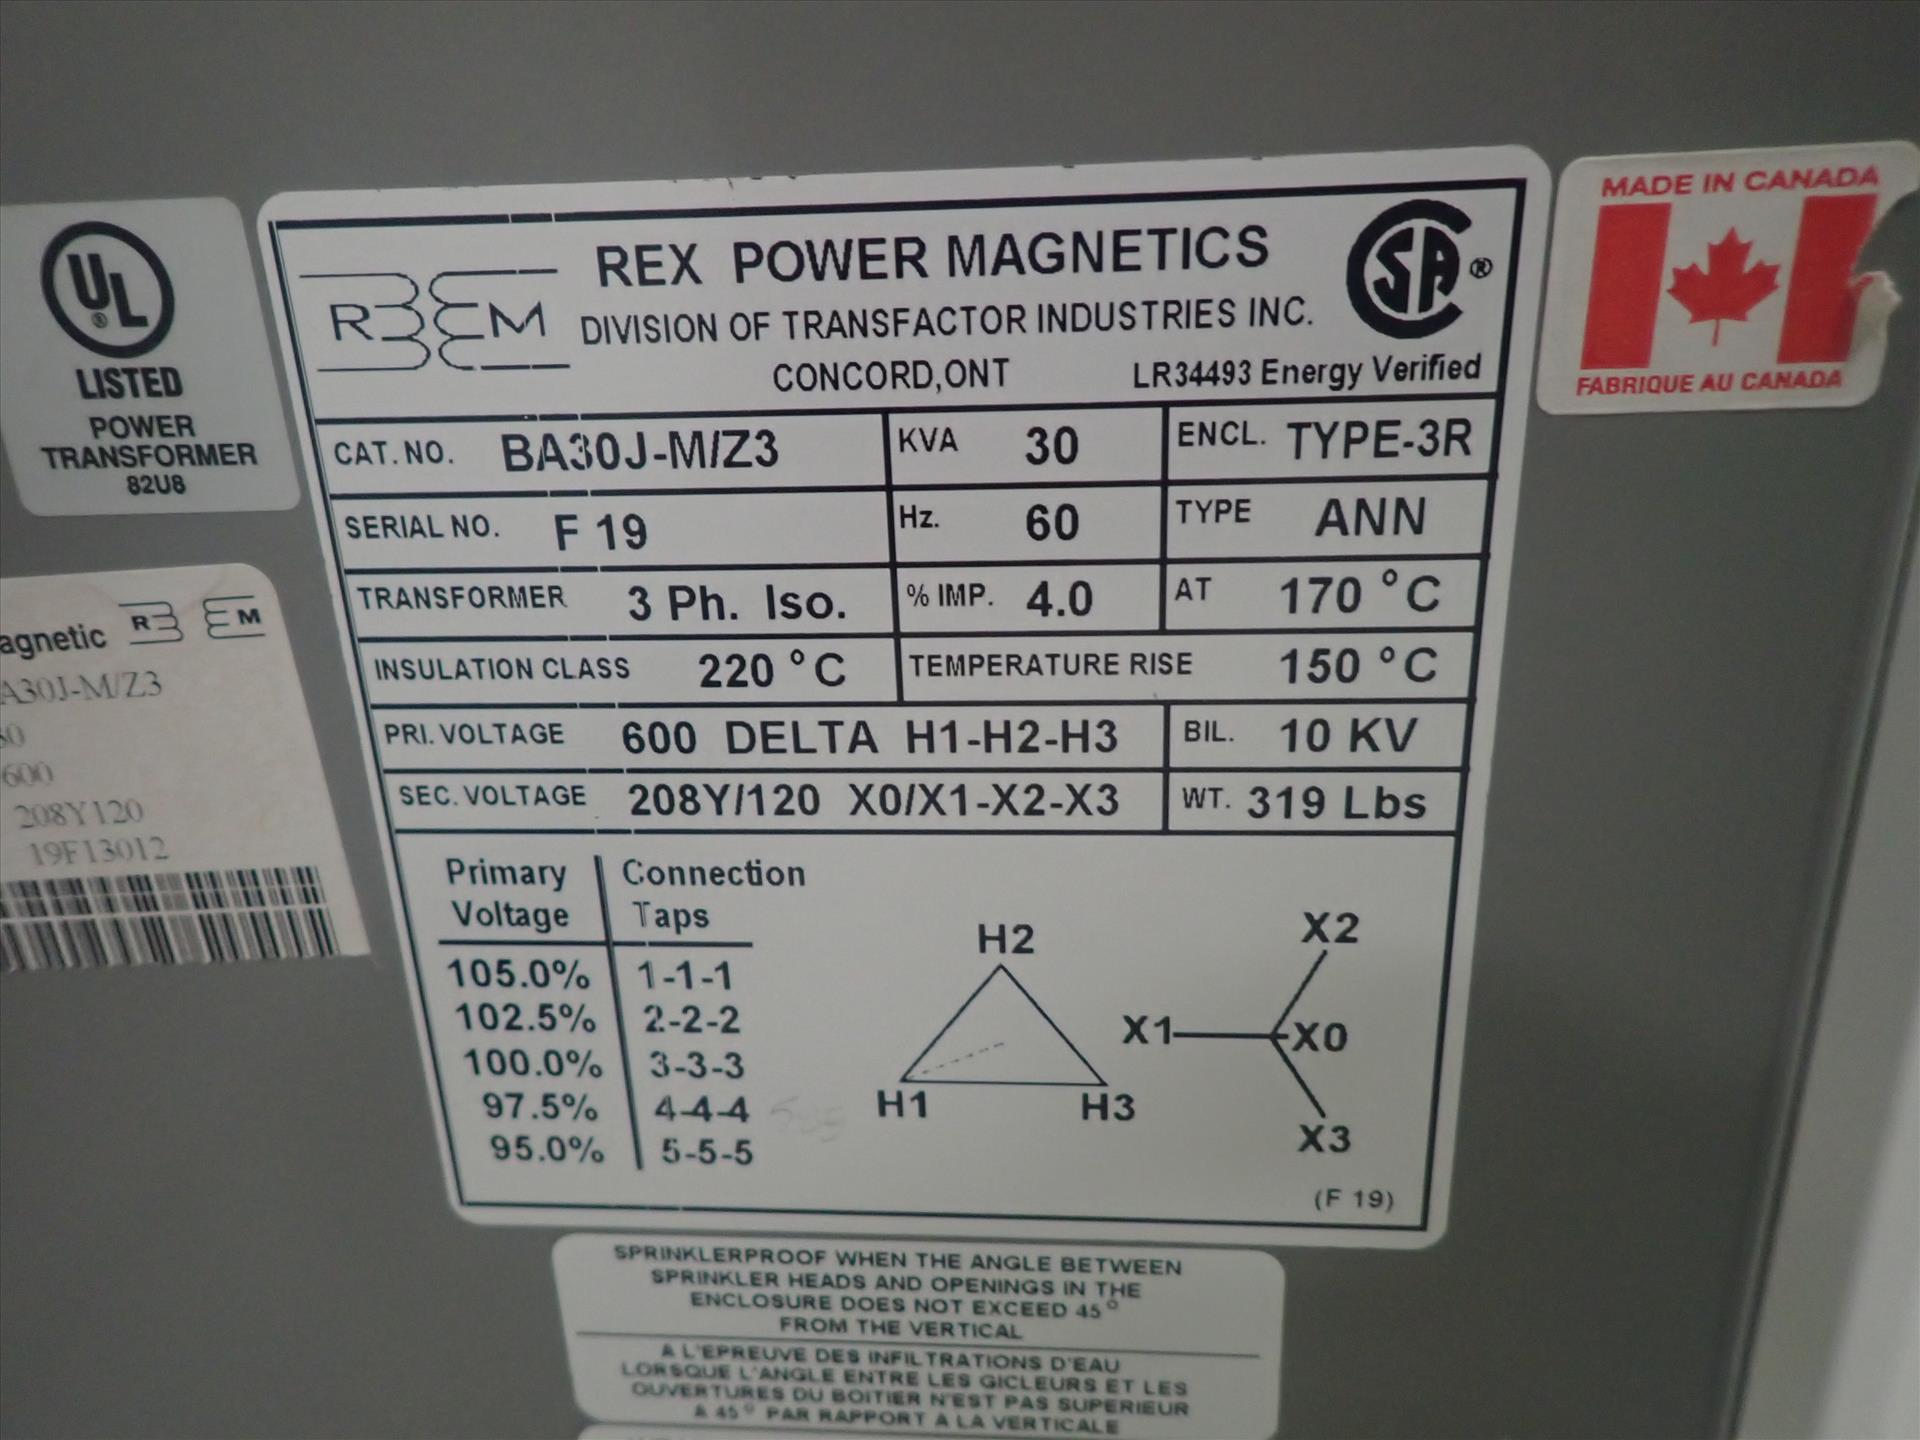 UL
®
LISTED
POWER
TRANSFORMER
82U8
agnetic REM
A30J-M/Z3
600
208Y120
19F13012
REM
REX POWER MAGNETICS
DIVISION OF TRANSFACTOR INDUSTRIES INC.
CONCORD, ONT
SA ®
LR34493 Energy Verified
CAT. NO. BA30J-M/Z3 KVA 30 ENCL. TYPE-3R
SERIAL NO. F 19 Hz. 60 TYPE ANN
TRANSFORMER 3 Ph. Iso. % IMP. 4.0 AT 170 °C
INSULATION CLASS 220 °C TEMPERATURE RISE 150 °C
PRI. VOLTAGE 600 DELTA H1-H2-H3 BIL. 10 KV
SEC. VOLTAGE 208Y/120 X0/X1-X2-X3 WT. 319 Lbs
Primary Connection
Voltage Taps
105.0% 1-1-1
102.5% 2-2-2
100.0% 3-3-3
97.5% 4-4-4
95.0% 5-5-5
H2
H1 H3
X2
X1 X0
X3
(F 19)
MADE IN CANADA
FABRIQUE AU CANADA
SPRINKLERPROOF WHEN THE ANGLE BETWEEN
SPRINKLER HEADS AND OPENINGS IN THE
ENCLOSURE DOES NOT EXCEED 45°
FROM THE VERTICAL
A L'EPREUVE DES INFILTRATIONS D'EAU
LORSQUE L'ANGLE ENTRE LES GICLEURS ET LES
OUVERTURES DU BOITIER N'EST PAS SUPERIEUR
A 45° PAR RAPPORT A LA VERTICALE